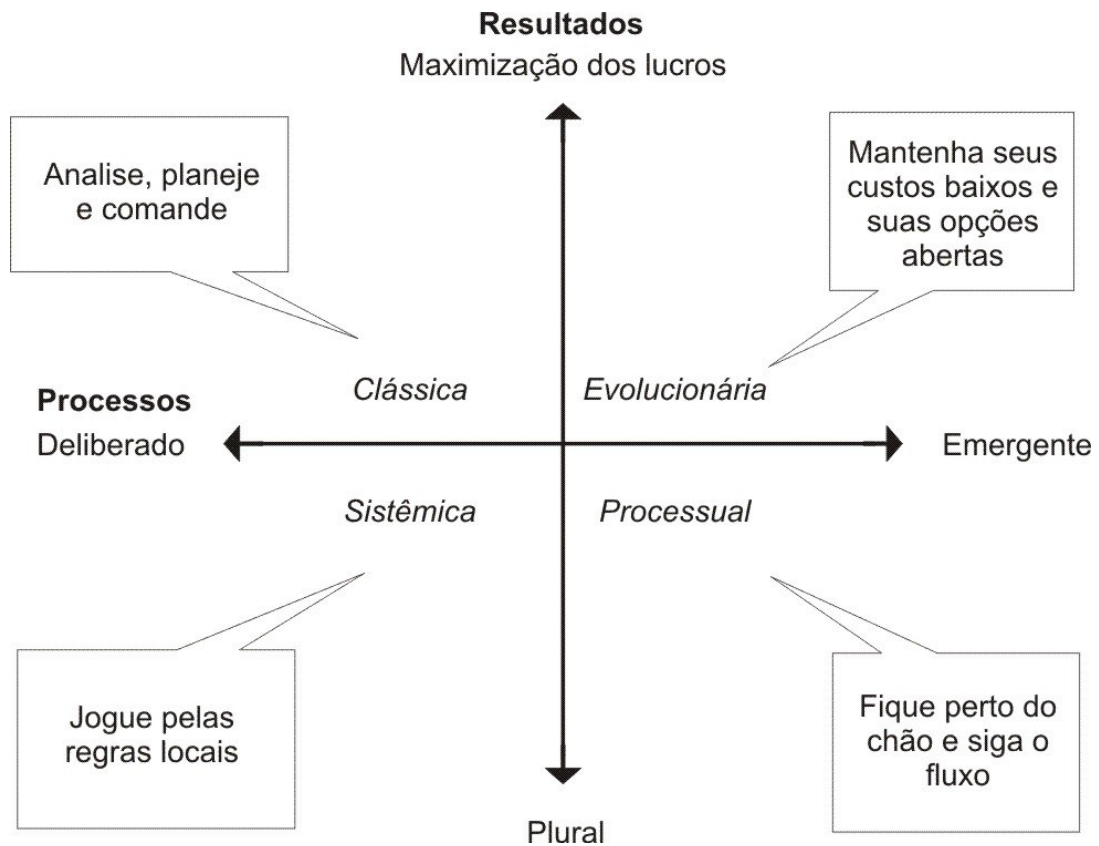 Resultados
Maximização dos lucros
Analise, planeje
e comande
Mantenha seus
custos baixos e
suas opções
abertas
Clássica
Evolucionária
Processos
Deliberado
Emergente
Sistêmica
Processual
Jogue pelas
regras locais
Fique perto do
chão e siga o
fluxo
Plural